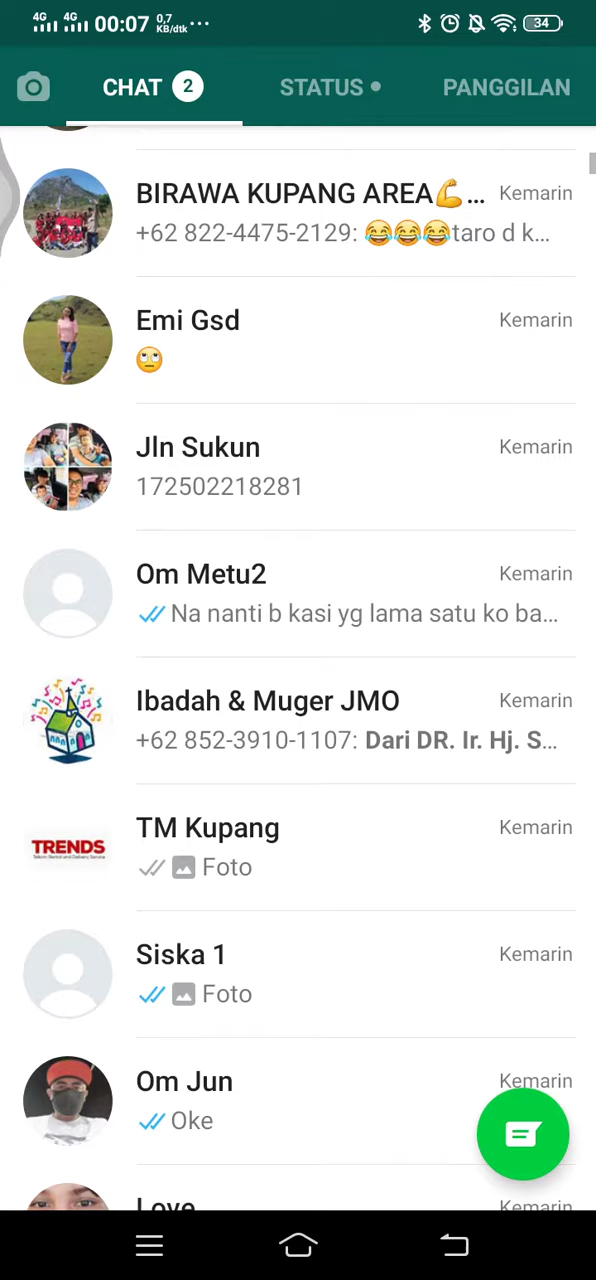 4G 4G 00:07 0,7 KB/dtk ... 34
CHAT 2 STATUS PANGGILAN
BIRAWA KUPANG AREA💪... Kemarin
+62 822-4475-2129: 😂😂😂taro d k...
Emi Gsd Kemarin
🙄
Jln Sukun Kemarin
172502218281
Om Metu2 Kemarin
Na nanti b kasi yg lama satu ko ba...
Ibadah & Muger JMO Kemarin
+62 852-3910-1107: Dari DR. Ir. Hj. S...
TRENDS
TM Kupang Kemarin
Foto
Siska 1 Kemarin
Foto
Om Jun Kemarin
Oke
Love Kemarin